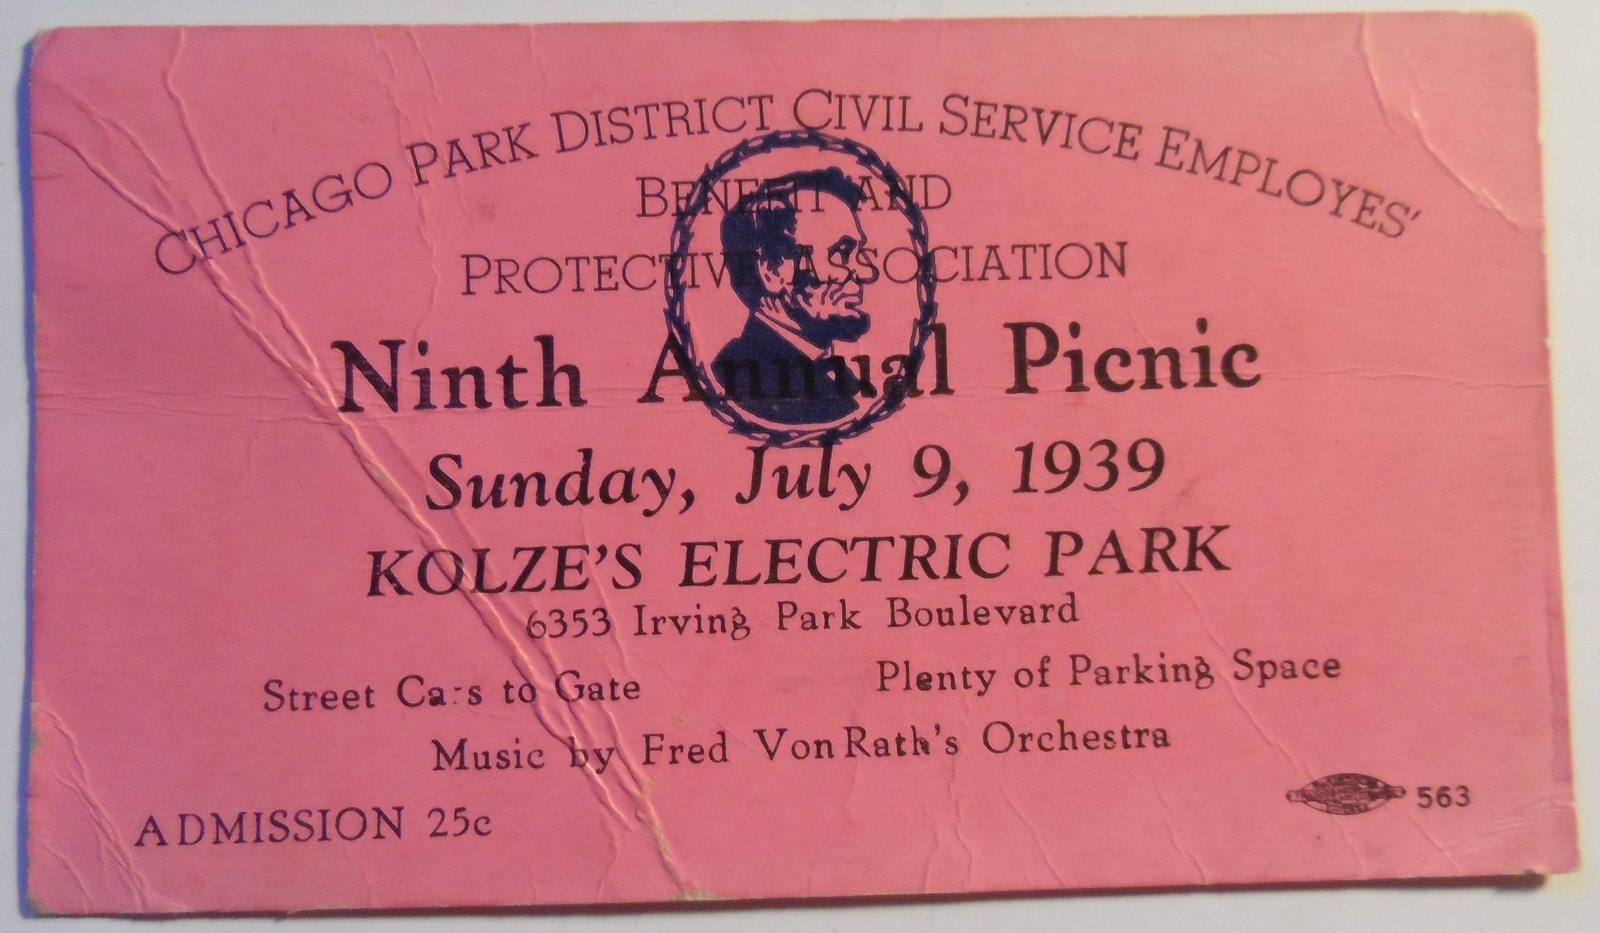 CHICAGO PARK DISTRICT CIVIL SERVICE EMPLOYES'
BENEFIT AND
PROTECTIVE ASSOCIATION
Ninth Annual Picnic
Sunday, July 9, 1939
KOLZE'S ELECTRIC PARK
6353 Irving Park Boulevard
Street Cars to Gate
Plenty of Parking Space
Music by Fred Von Rath's Orchestra
ADMISSION 25c
563